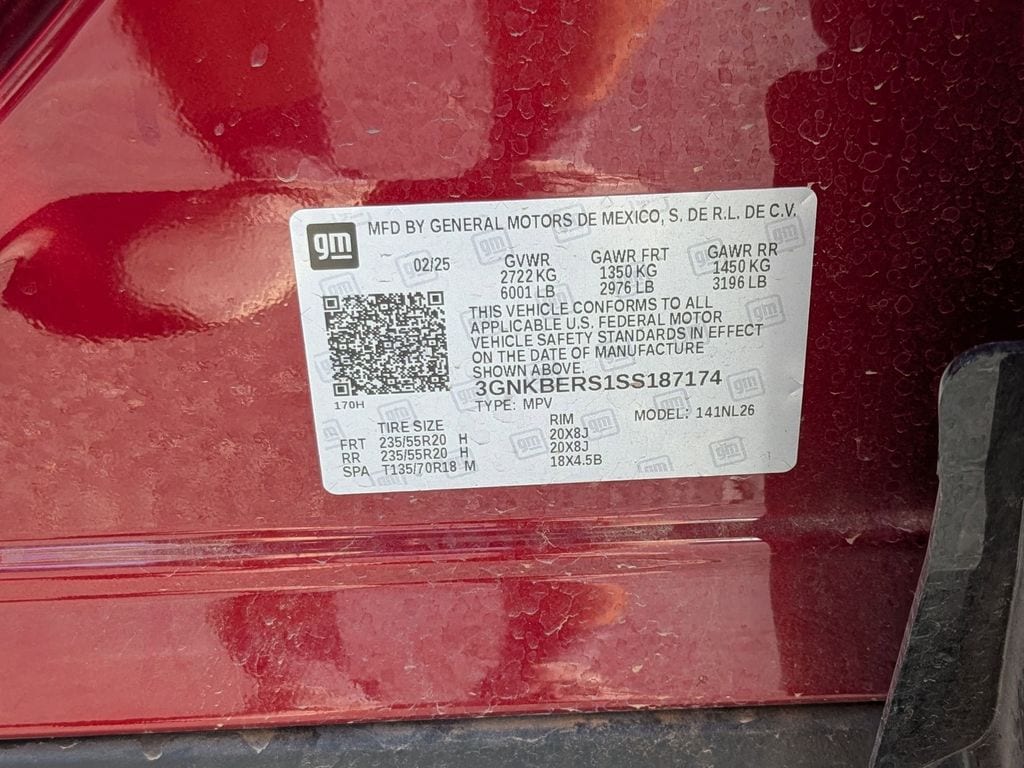 gm
MFD BY GENERAL MOTORS DE MEXICO, S. DE R.L. DE C.V.
02/25 GVWR GAWR FRT GAWR RR
2722 KG 1350 KG 1450 KG
6001 LB 2976 LB 3196 LB
THIS VEHICLE CONFORMS TO ALL
APPLICABLE U.S. FEDERAL MOTOR
VEHICLE SAFETY STANDARDS IN EFFECT
ON THE DATE OF MANUFACTURE
SHOWN ABOVE.
3GNKBERS1SS187174
170H
TYPE: MPV MODEL: 141NL26
TIRE SIZE RIM
FRT 235/55R20 H 20X8J
RR 235/55R20 H 20X8J
SPA T135/70R18 M 18X4.5B